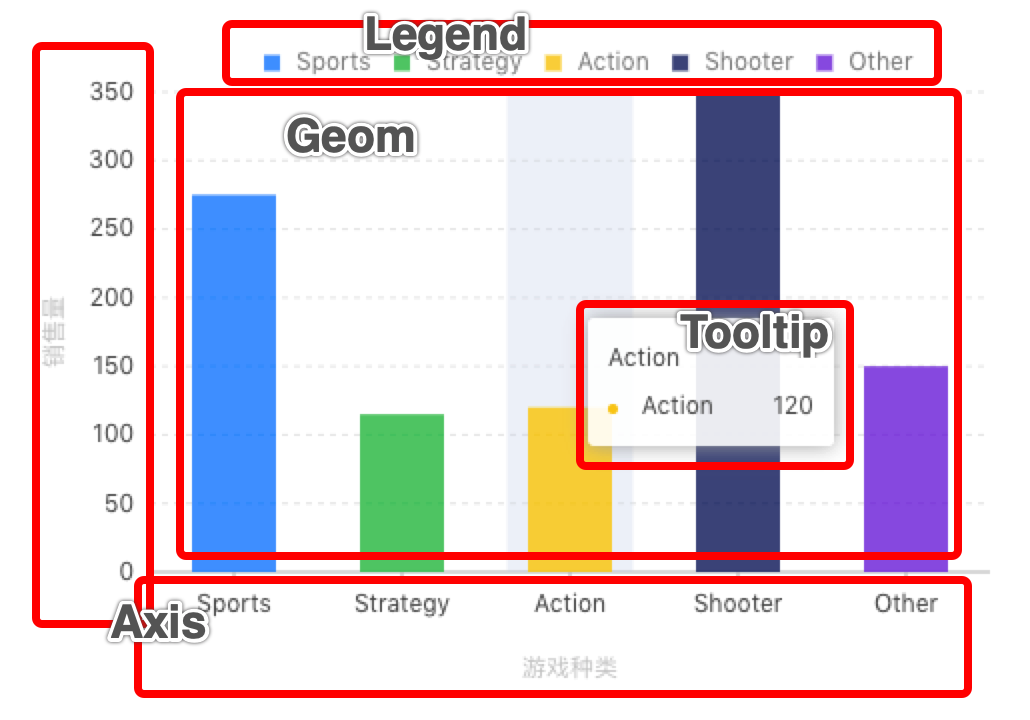 Legend
Sports Strategy Action Shooter Other
Geom
350
300
250
200
150
100
50
0
销售量
Tooltip
Action
Action 120
Sports Strategy Action Shooter Other
Axis
游戏种类